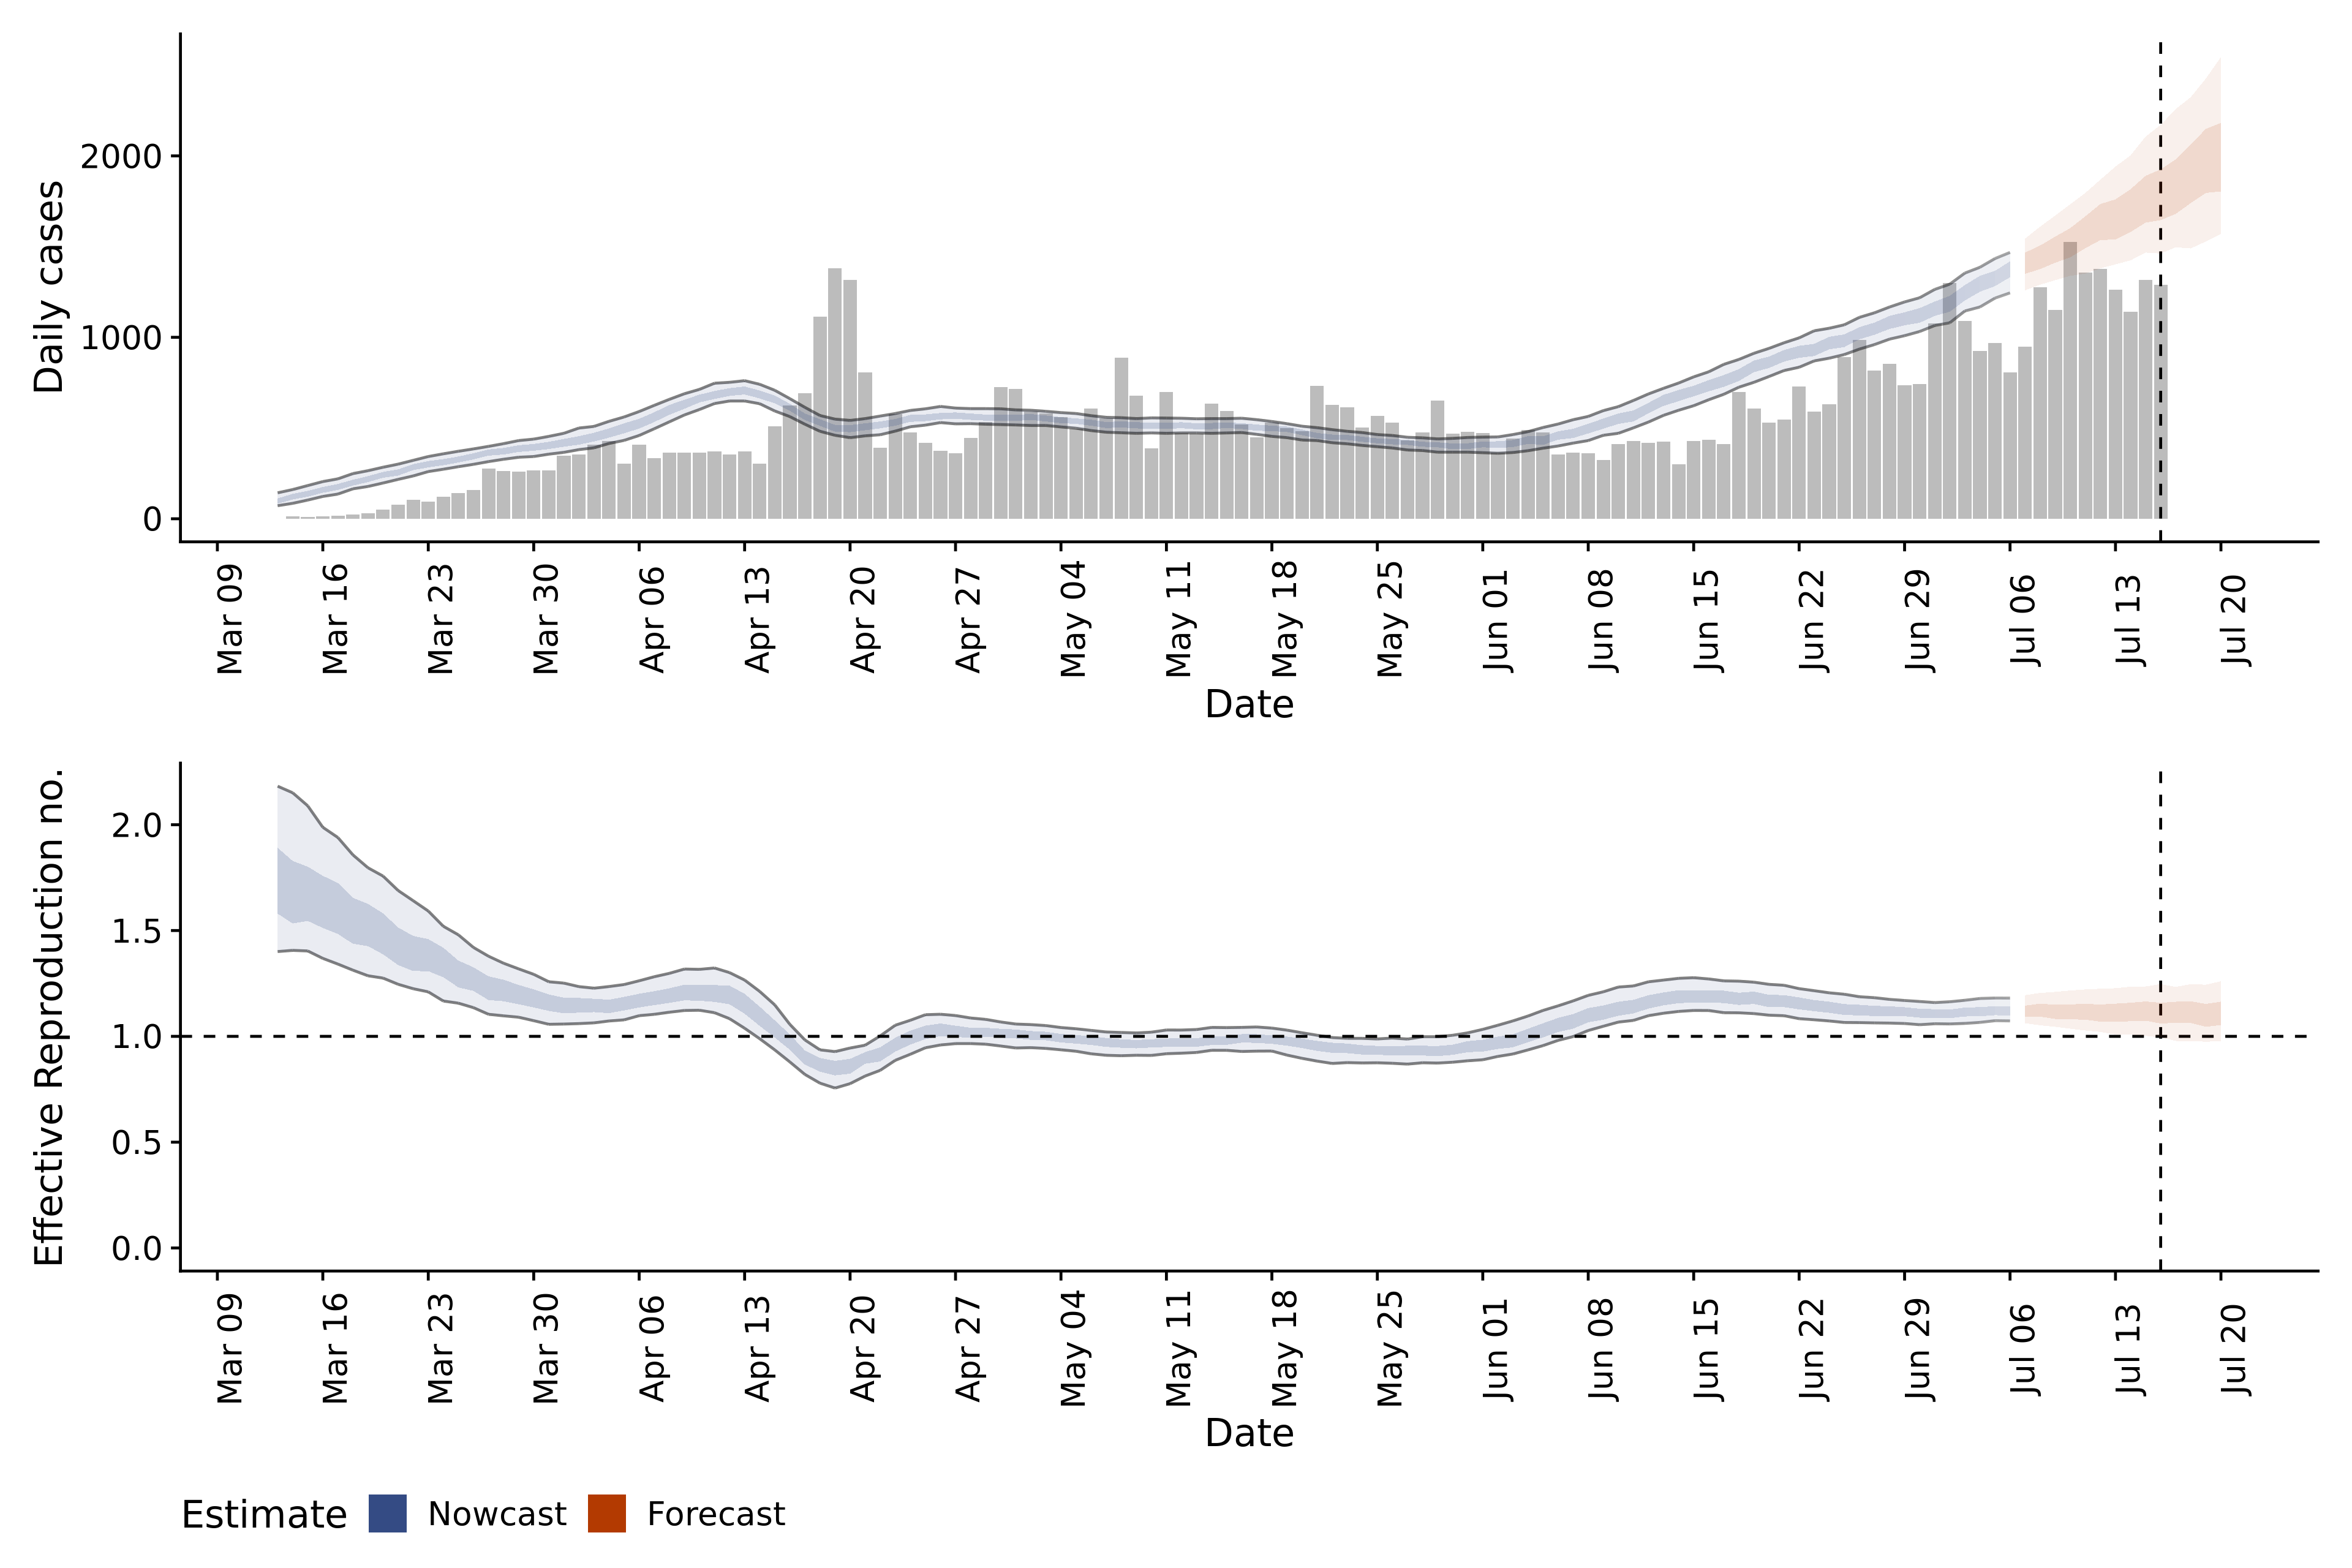 Daily cases
2000
1000
0
Mar 09 Mar 16 Mar 23 Mar 30 Apr 06 Apr 13 Apr 20 Apr 27 May 04 May 11 May 18 May 25 Jun 01 Jun 08 Jun 15 Jun 22 Jun 29 Jul 06 Jul 13 Jul 20
Date
Effective Reproduction no.
2.0
1.5
1.0
0.5
0.0
Mar 09 Mar 16 Mar 23 Mar 30 Apr 06 Apr 13 Apr 20 Apr 27 May 04 May 11 May 18 May 25 Jun 01 Jun 08 Jun 15 Jun 22 Jun 29 Jul 06 Jul 13 Jul 20
Date
Estimate Nowcast Forecast